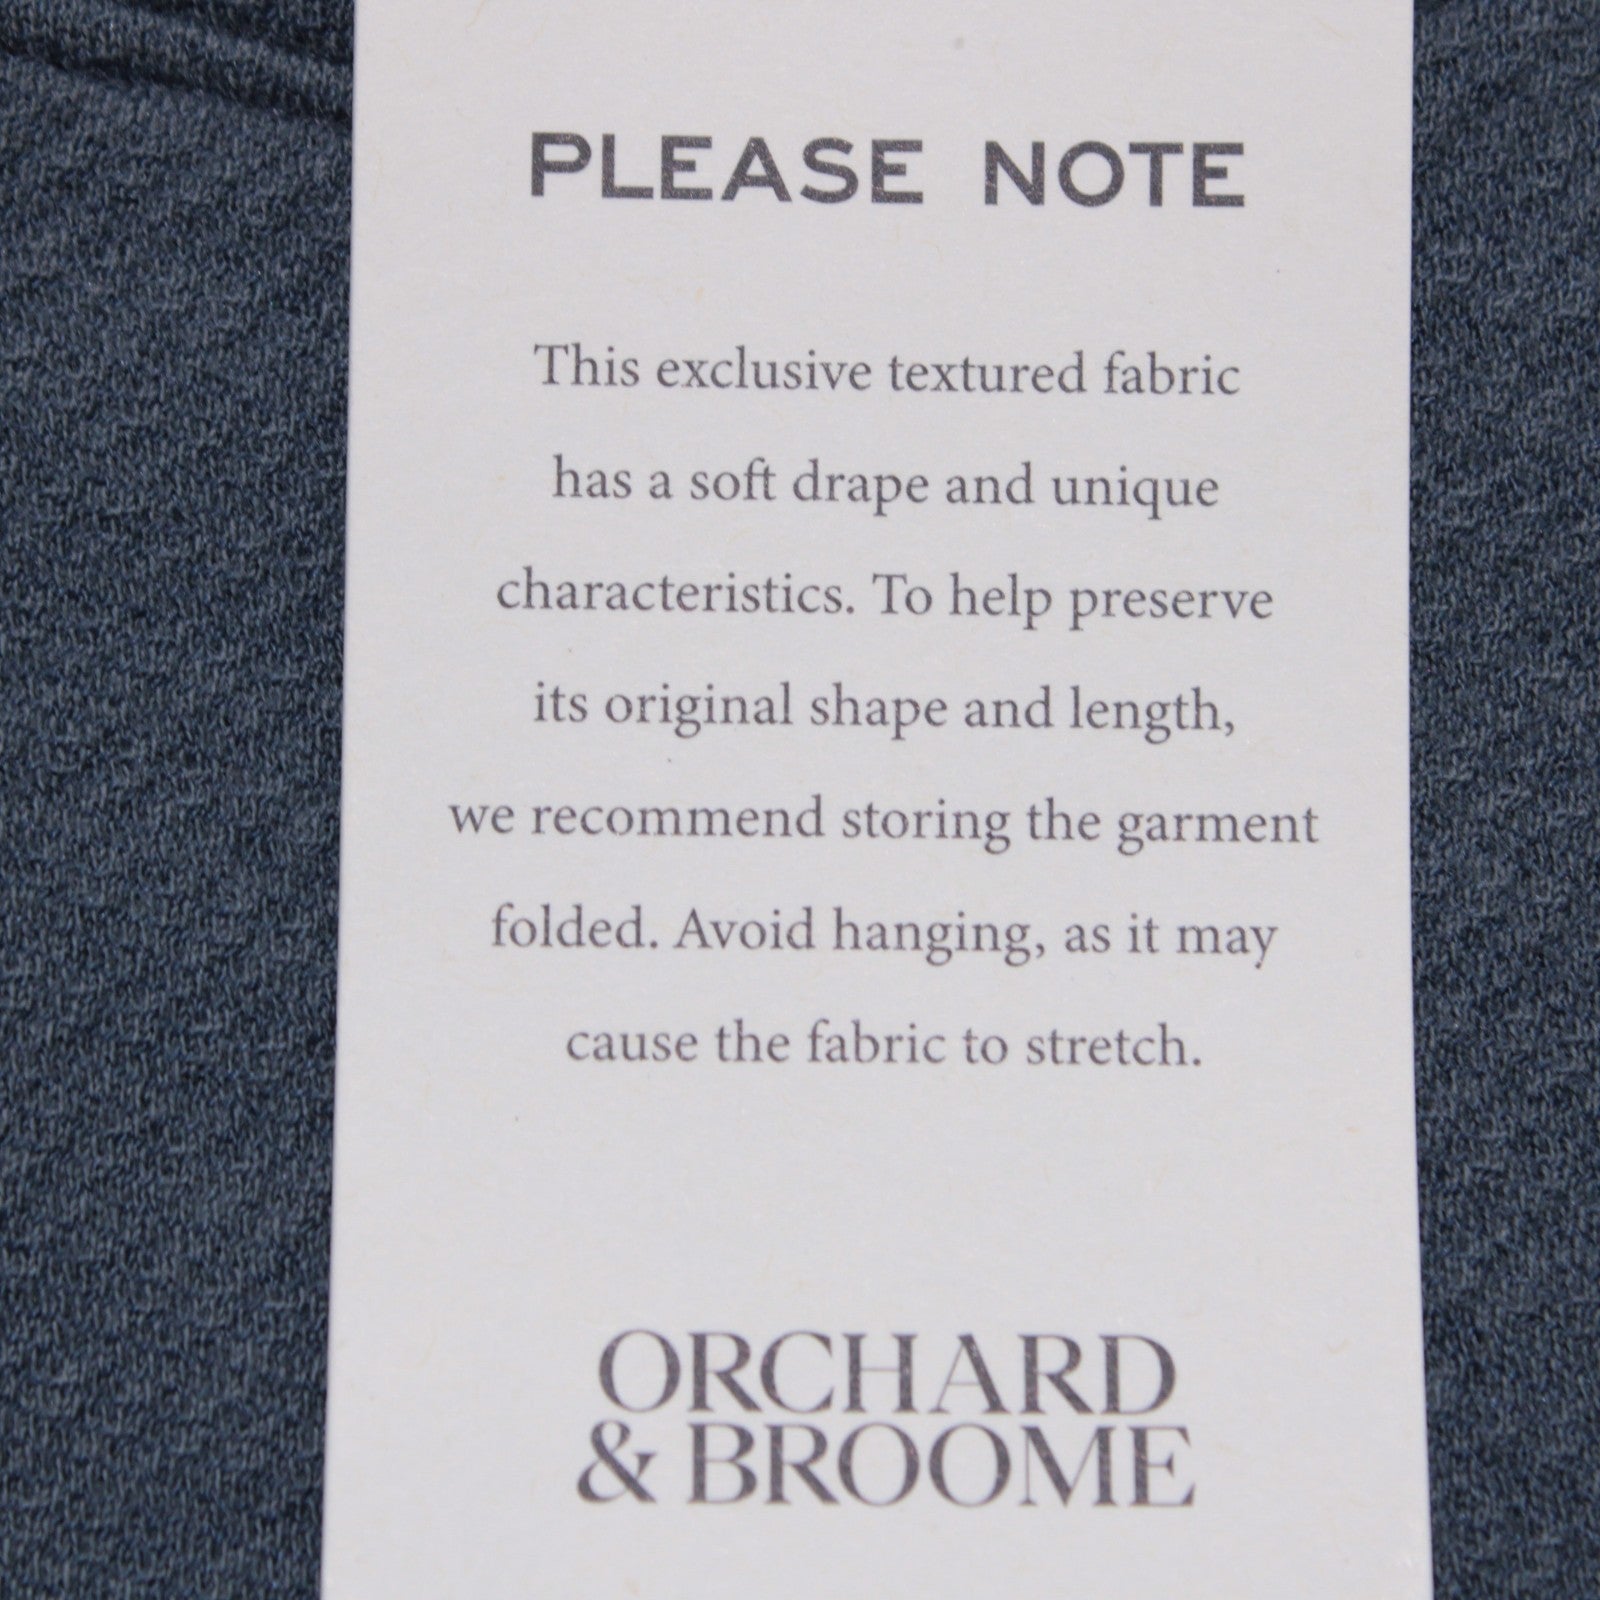 PLEASE NOTE
This exclusive textured fabric
has a soft drape and unique
characteristics. To help preserve
its original shape and length,
we recommend storing the garment
folded. Avoid hanging, as it may
cause the fabric to stretch.
ORCHARD
& BROOME